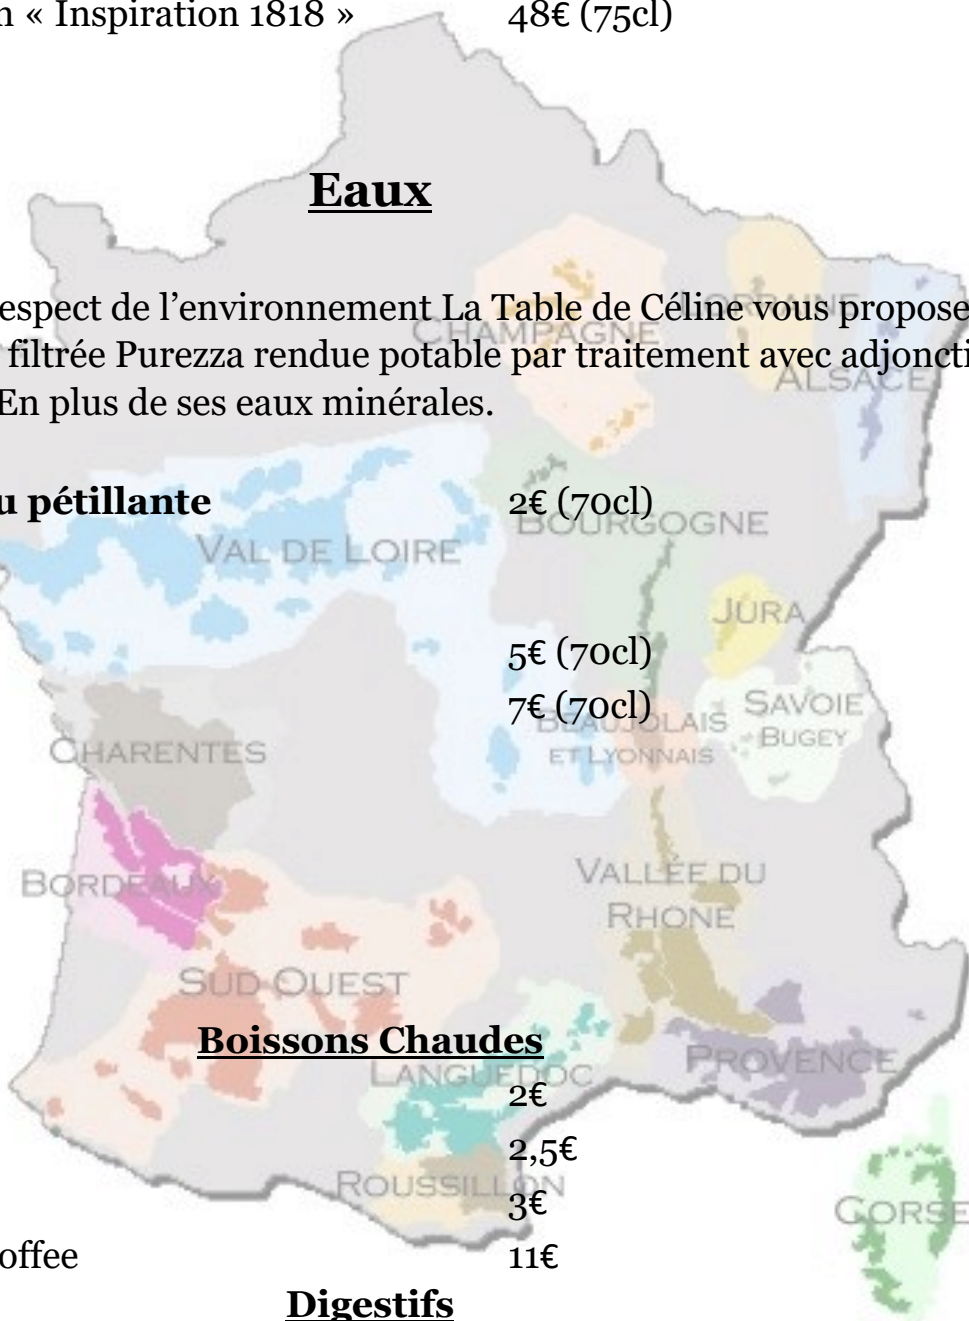 n « Inspiration 1818 » 48€ (75cl)
Eaux
espect de l’environnement La Table de Céline vous propose
LORRAINE
CHAMPAGNE
filtrée Purezza rendue potable par traitement avec adjoncti
ALSACE
En plus de ses eaux minérales.
u pétillante 2€ (70cl)
BOURGOGNE
VAL DE LOIRE
JURA
5€ (70cl)
7€ (70cl)
SAVOIE
BUGEY
BEAUJOLAIS
ET LYONNAIS
CHARENTES
VALLÉE DU
RHONE
BORDEAUX
SUD OUEST
Boissons Chaudes
PROVENCE
LANGUEDOC
2€
2,5€
ROUSSILLON
3€
CORSE
offee 11€
Digestifs